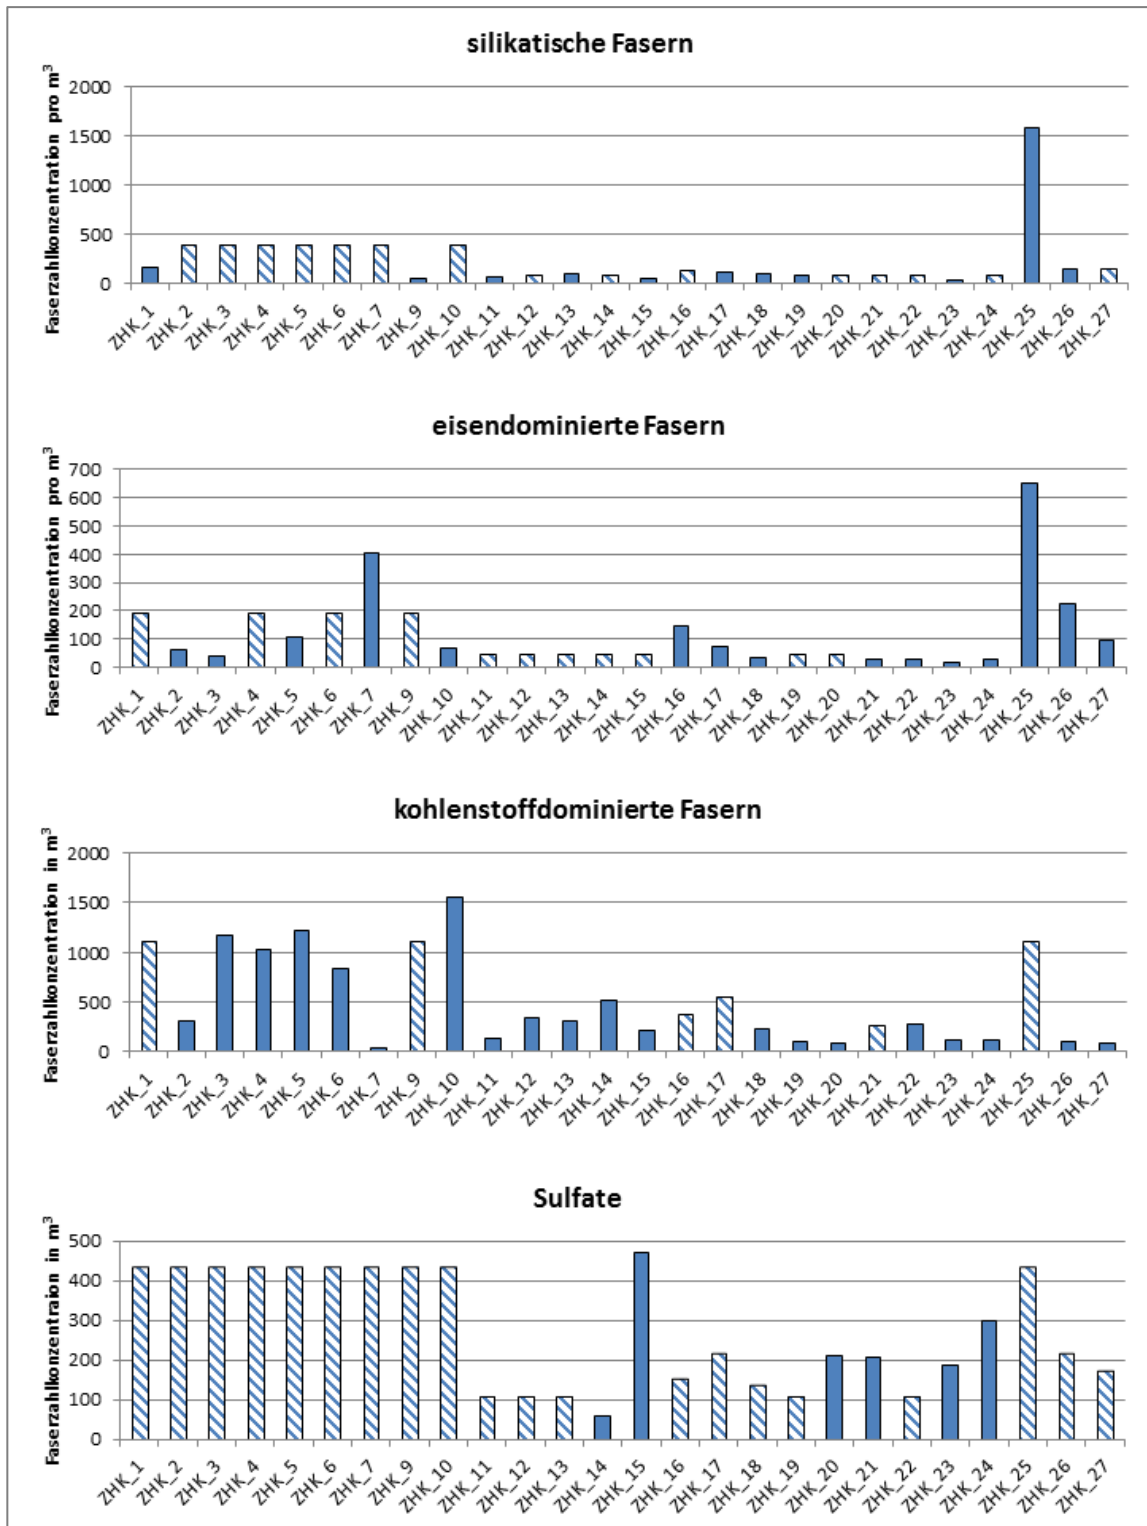 silikatische Fasern
Faserzahlkonzentration pro m³
2000
1500
1000
500
0
ZHK_1 ZHK_2 ZHK_3 ZHK_4 ZHK_5 ZHK_6 ZHK_7 ZHK_9 ZHK_10 ZHK_11 ZHK_12 ZHK_13 ZHK_14 ZHK_15 ZHK_16 ZHK_17 ZHK_18 ZHK_19 ZHK_20 ZHK_21 ZHK_22 ZHK_23 ZHK_24 ZHK_25 ZHK_26 ZHK_27
eisendominierte Fasern
Faserzahlkonzentration pro m³
700
600
500
400
300
200
100
0
ZHK_1 ZHK_2 ZHK_3 ZHK_4 ZHK_5 ZHK_6 ZHK_7 ZHK_9 ZHK_10 ZHK_11 ZHK_12 ZHK_13 ZHK_14 ZHK_15 ZHK_16 ZHK_17 ZHK_18 ZHK_19 ZHK_20 ZHK_21 ZHK_22 ZHK_23 ZHK_24 ZHK_25 ZHK_26 ZHK_27
kohlenstoffdominierte Fasern
Faserzahlkonzentration in m³
2000
1500
1000
500
0
ZHK_1 ZHK_2 ZHK_3 ZHK_4 ZHK_5 ZHK_6 ZHK_7 ZHK_9 ZHK_10 ZHK_11 ZHK_12 ZHK_13 ZHK_14 ZHK_15 ZHK_16 ZHK_17 ZHK_18 ZHK_19 ZHK_20 ZHK_21 ZHK_22 ZHK_23 ZHK_24 ZHK_25 ZHK_26 ZHK_27
Sulfate
Faserzahlkonzentraion in m³
500
400
300
200
100
0
ZHK_1 ZHK_2 ZHK_3 ZHK_4 ZHK_5 ZHK_6 ZHK_7 ZHK_9 ZHK_10 ZHK_11 ZHK_12 ZHK_13 ZHK_14 ZHK_15 ZHK_16 ZHK_17 ZHK_18 ZHK_19 ZHK_20 ZHK_21 ZHK_22 ZHK_23 ZHK_24 ZHK_25 ZHK_26 ZHK_27